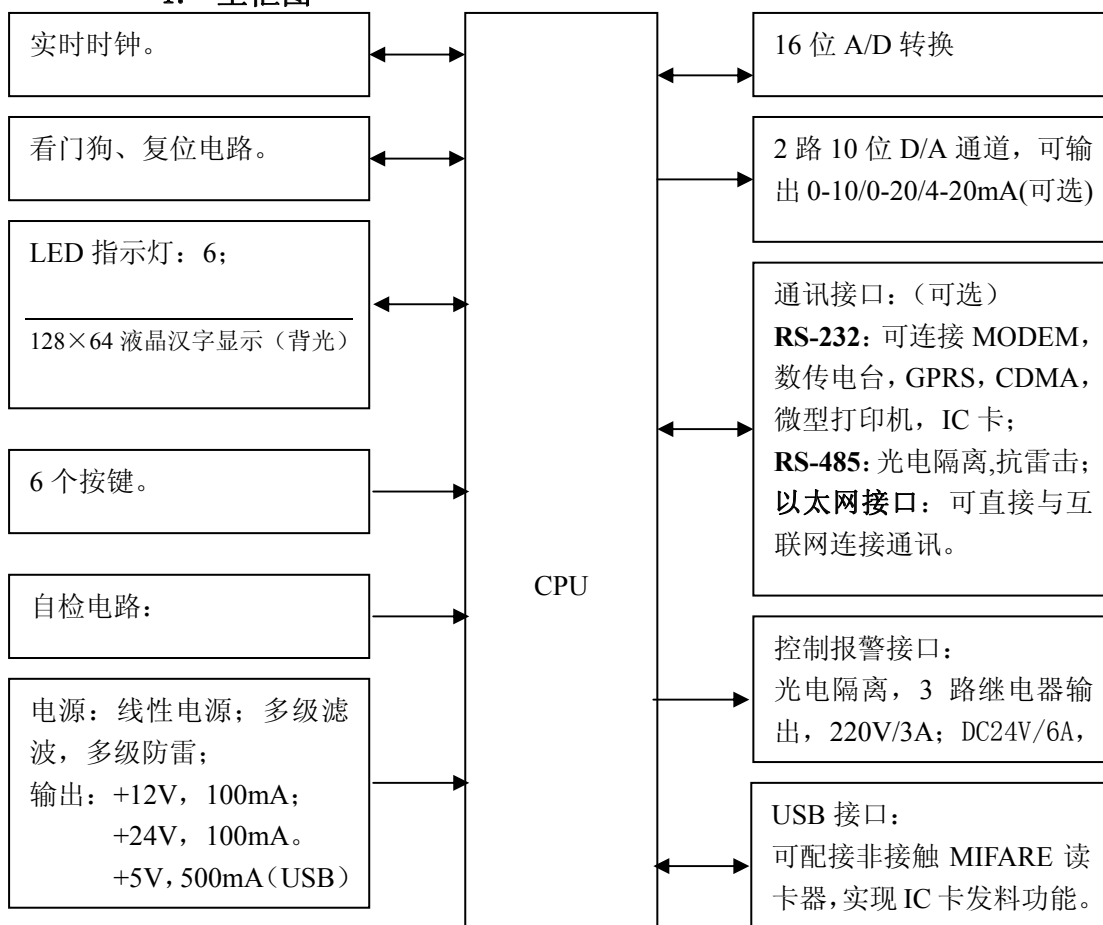 实时时钟。
看门狗、复位电路。
LED 指示灯：6；
128×64 液晶汉字显示（背光）
6 个按键。
自检电路：
电源：线性电源；多级滤
波，多级防雷；
输出：+12V，100mA；
+24V，100mA。
+5V，500mA（USB）
CPU
16 位 A/D 转换
2 路 10 位 D/A 通道，可输
出 0-10/0-20/4-20mA(可选)
通讯接口：（可选）
RS-232：可连接 MODEM，
数传电台，GPRS，CDMA，
微型打印机，IC 卡；
RS-485：光电隔离,抗雷击；
以太网接口：可直接与互
联网连接通讯。
控制报警接口：
光电隔离，3 路继电器输
出，220V/3A；DC24V/6A，
USB 接口：
可配接非接触 MIFARE 读
卡器，实现 IC 卡发料功能。